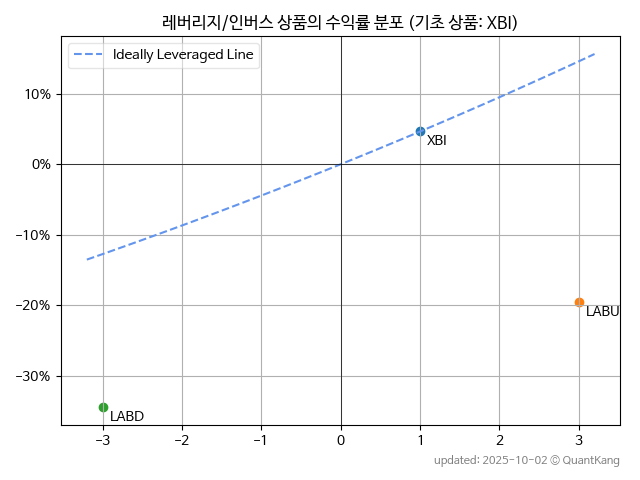 레버리지/인버스 상품의 수익률 분포 (기초 상품: XBI)
Ideally Leveraged Line
10%
0%
−10%
−20%
−30%
XBI
LABU
LABD
−3 −2 −1 0 1 2 3
updated: 2025-10-02 © QuantKang